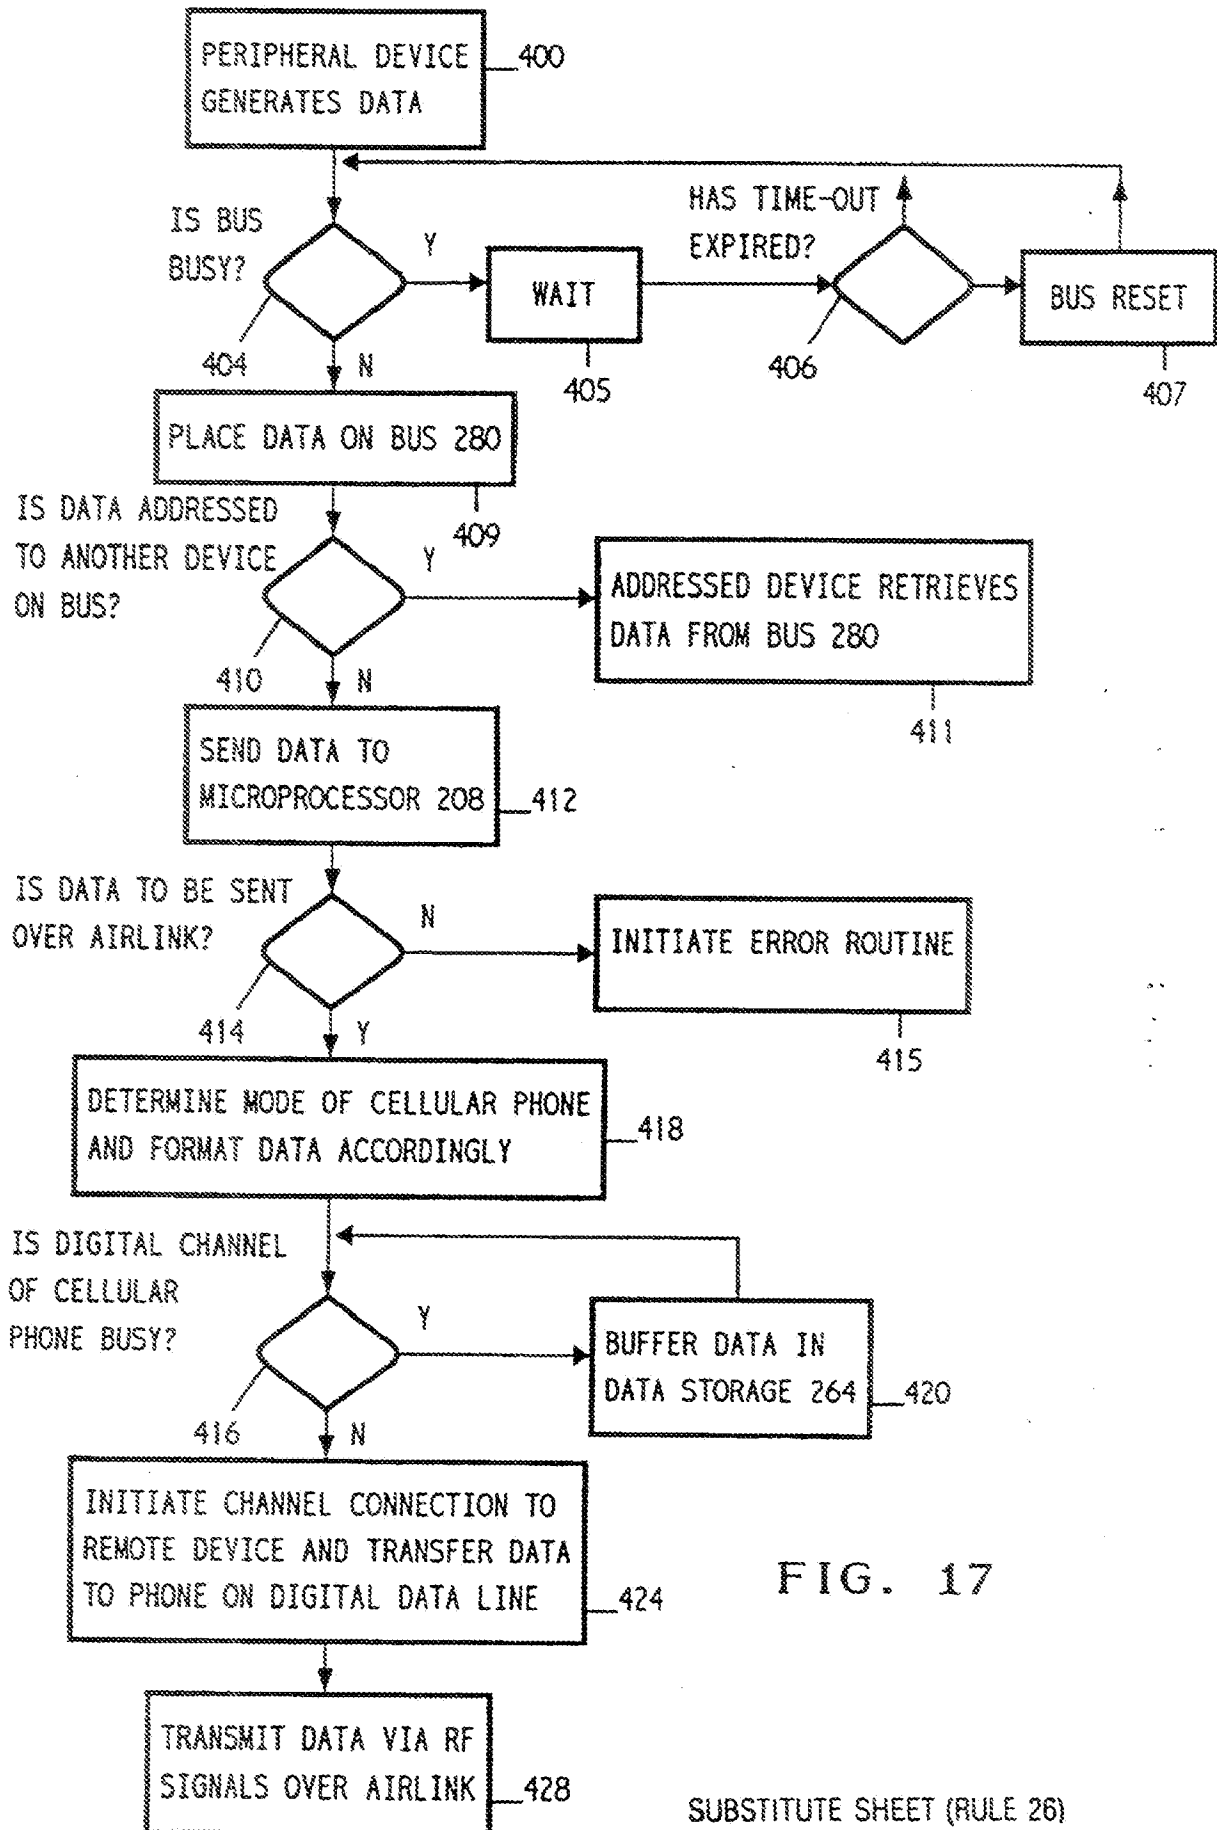 PERIPHERAL DEVICE
GENERATES DATA
400
IS BUS
BUSY?
Y
404
N
WAIT
405
HAS TIME-OUT
EXPIRED?
406
BUS RESET
407
PLACE DATA ON BUS 280
409
IS DATA ADDRESSED
TO ANOTHER DEVICE
ON BUS?
Y
410
N
ADDRESSED DEVICE RETRIEVES
DATA FROM BUS 280
411
SEND DATA TO
MICROPROCESSOR 208
412
IS DATA TO BE SENT
OVER AIRLINK?
N
414
Y
INITIATE ERROR ROUTINE
415
DETERMINE MODE OF CELLULAR PHONE
AND FORMAT DATA ACCORDINGLY
418
IS DIGITAL CHANNEL
OF CELLULAR
PHONE BUSY?
Y
416
N
BUFFER DATA IN
DATA STORAGE 264
420
INITIATE CHANNEL CONNECTION TO
REMOTE DEVICE AND TRANSFER DATA
TO PHONE ON DIGITAL DATA LINE
424
FIG. 17
TRANSMIT DATA VIA RF
SIGNALS OVER AIRLINK
428
SUBSTITUTE SHEET (RULE 26)